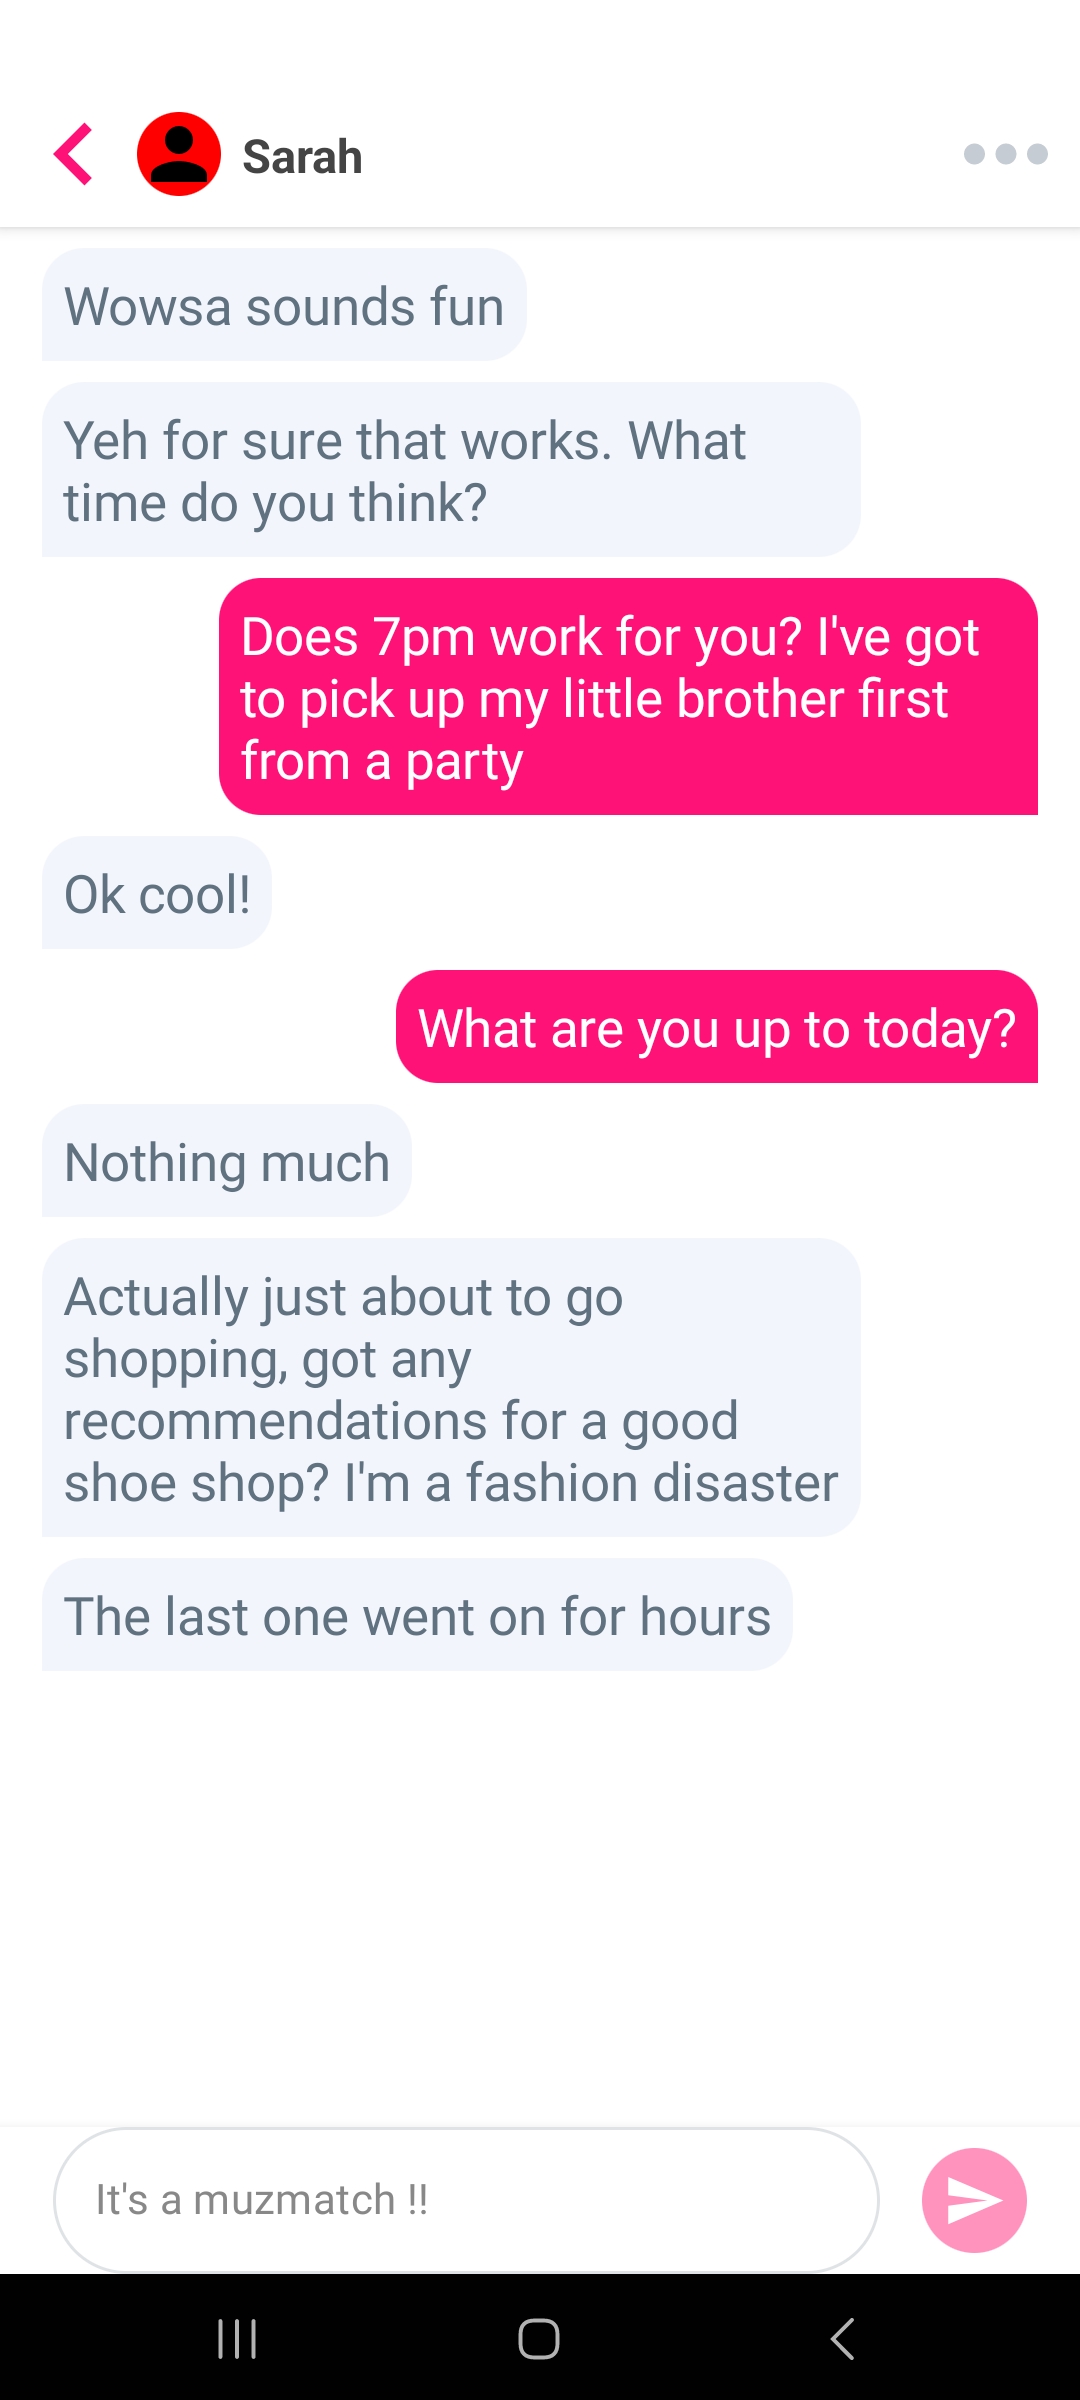 Sarah
Wowsa sounds fun
Yeh for sure that works. What
time do you think?
Does 7pm work for you? I've got
to pick up my little brother first
from a party
Ok cool!
What are you up to today?
Nothing much
Actually just about to go
shopping, got any
recommendations for a good
shoe shop? I'm a fashion disaster
The last one went on for hours
It's a muzmatch !!